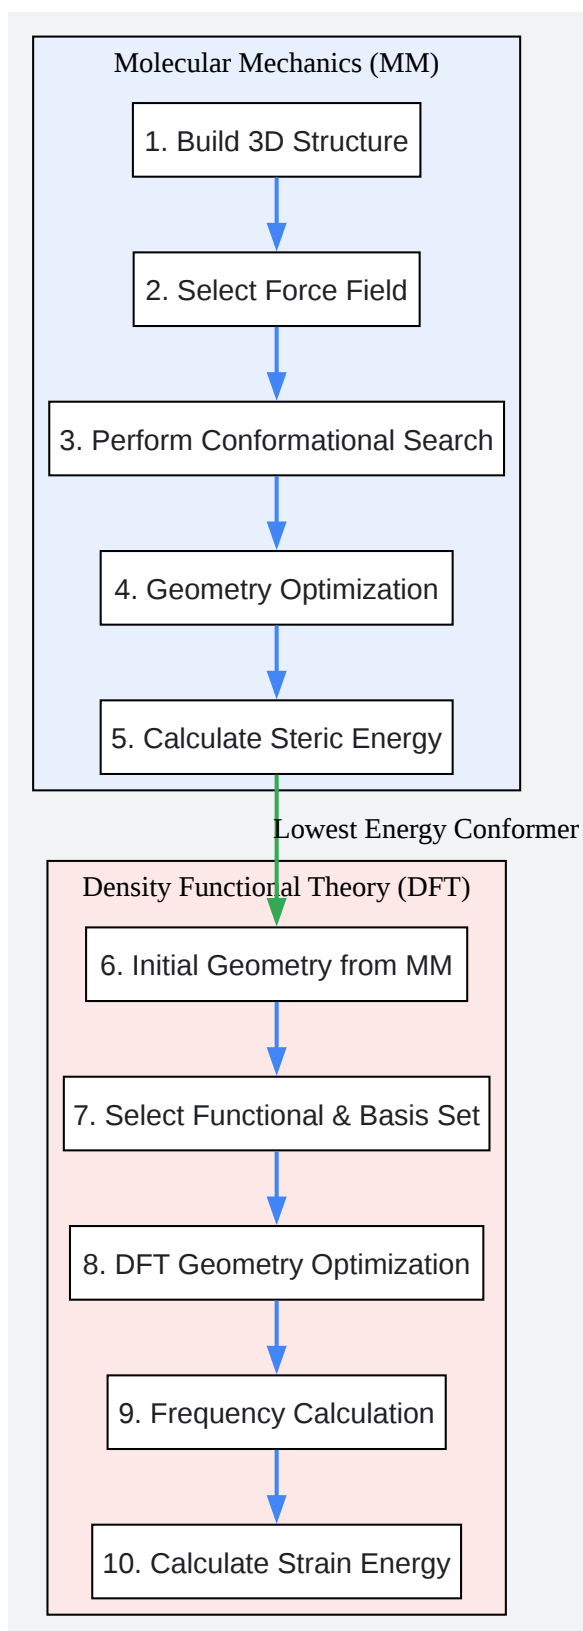 Molecular Mechanics (MM)
1. Build 3D Structure
2. Select Force Field
3. Perform Conformational Search
4. Geometry Optimization
5. Calculate Steric Energy
Lowest Energy Conformer
Density Functional Theory (DFT)
6. Initial Geometry from MM
7. Select Functional & Basis Set
8. DFT Geometry Optimization
9. Frequency Calculation
10. Calculate Strain Energy